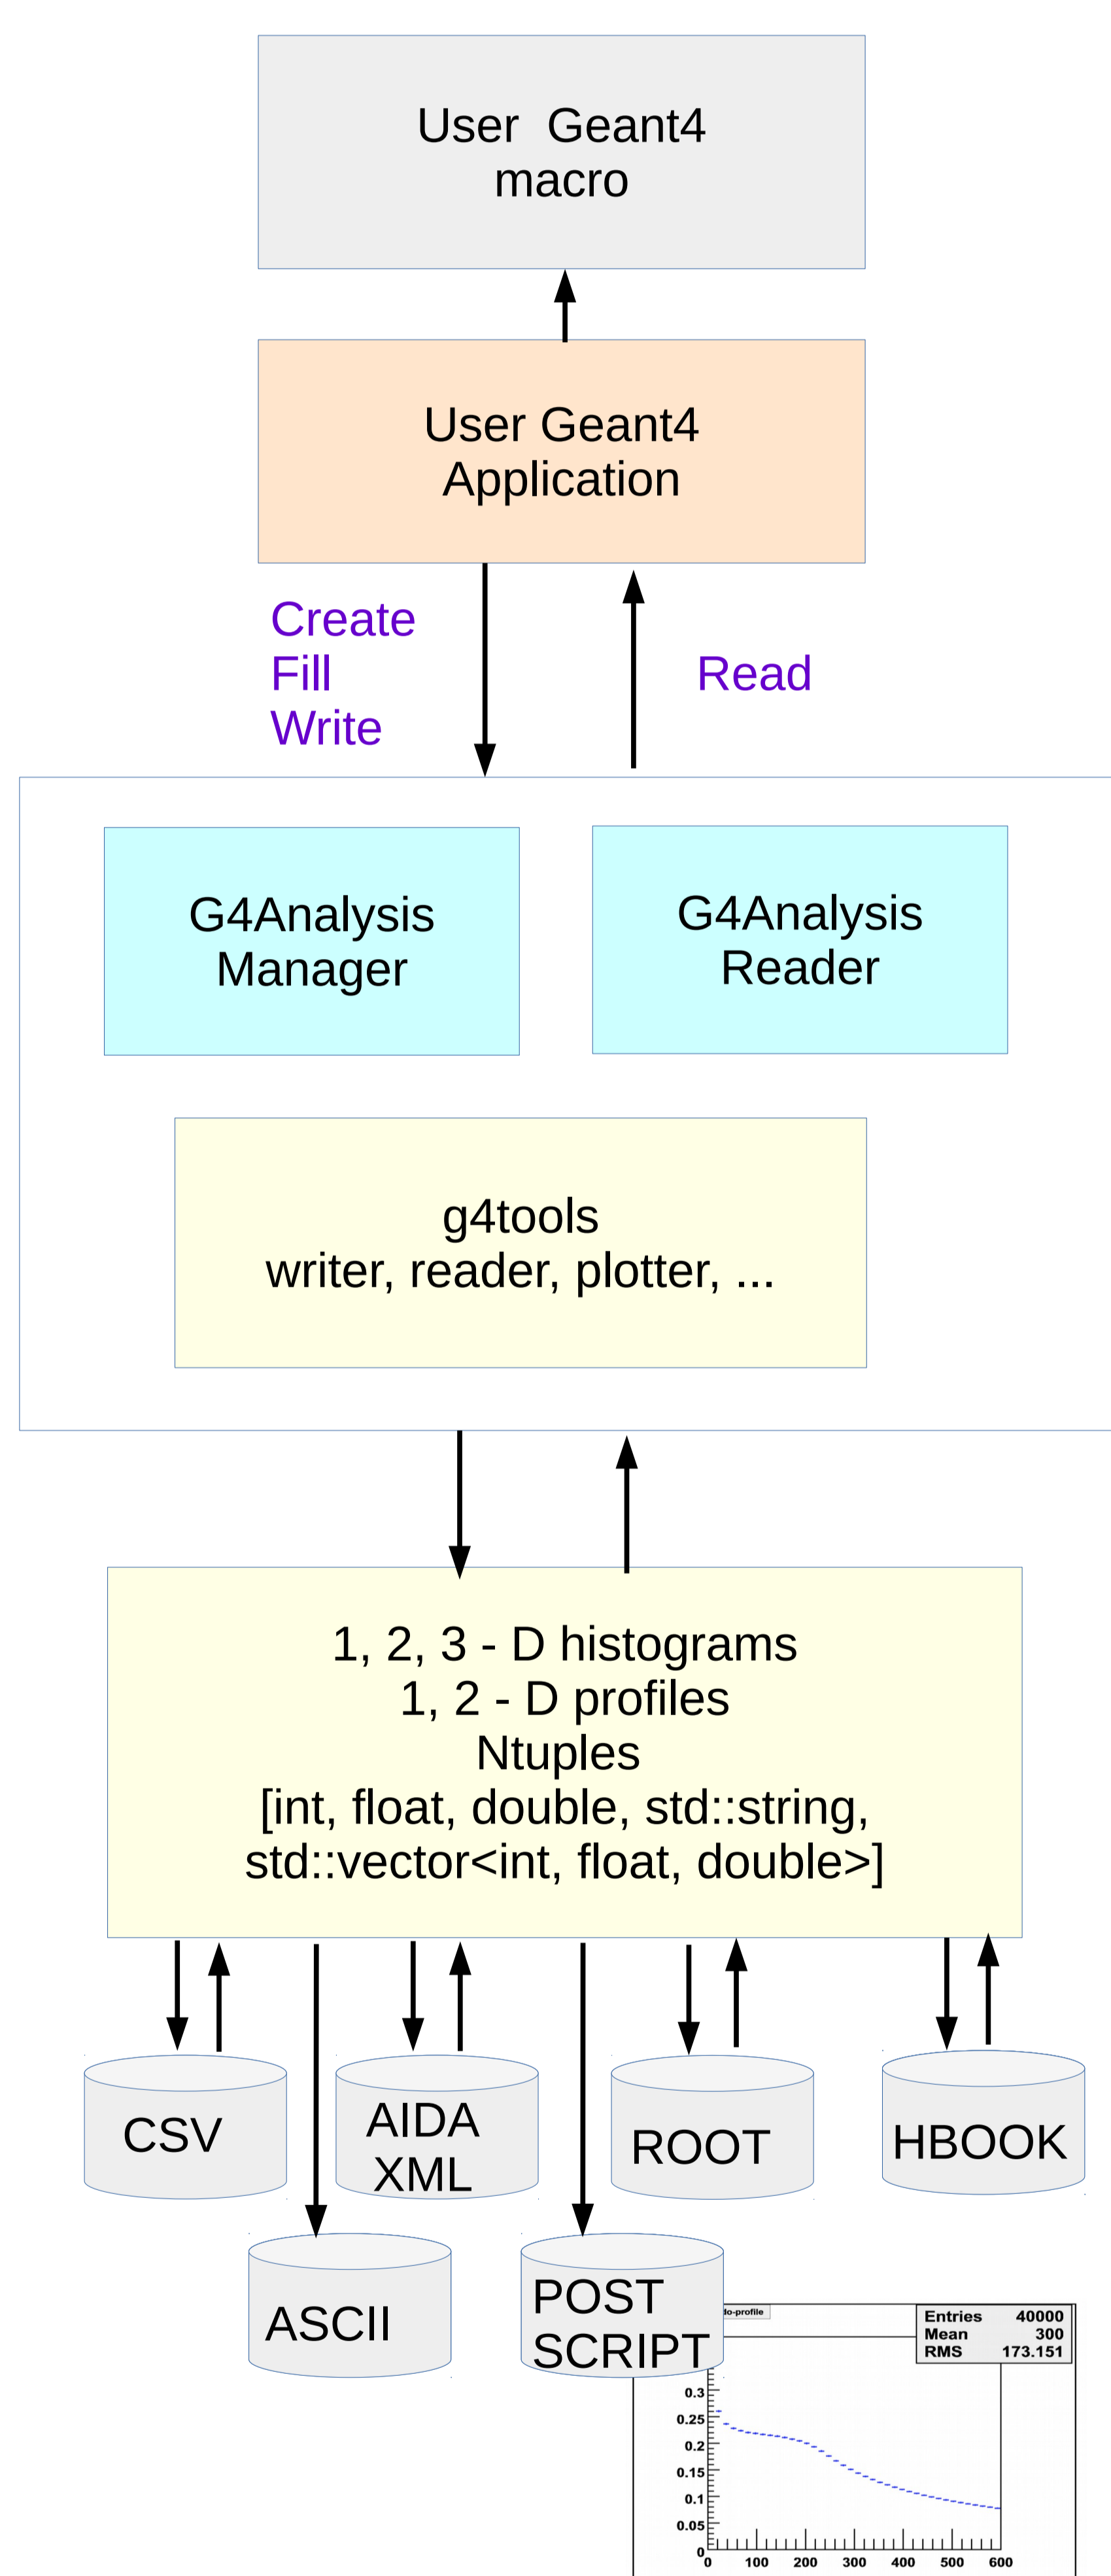 User Geant4
macro
User Geant4
Application
Create
Fill
Write
Read
G4Analysis
Manager
G4Analysis
Reader
g4tools
writer, reader, plotter, ...
1, 2, 3 - D histograms
1, 2 - D profiles
Ntuples
[int, float, double, std::string,
std::vector<int, float, double>]
CSV
AIDA
XML
ROOT
HBOOK
ASCII
POST
SCRIPT
do-profile
Entries 40000
Mean 300
RMS 173.151
0.3
0.25
0.2
0.15
0.1
0.05
0
0 100 200 300 400 500 600